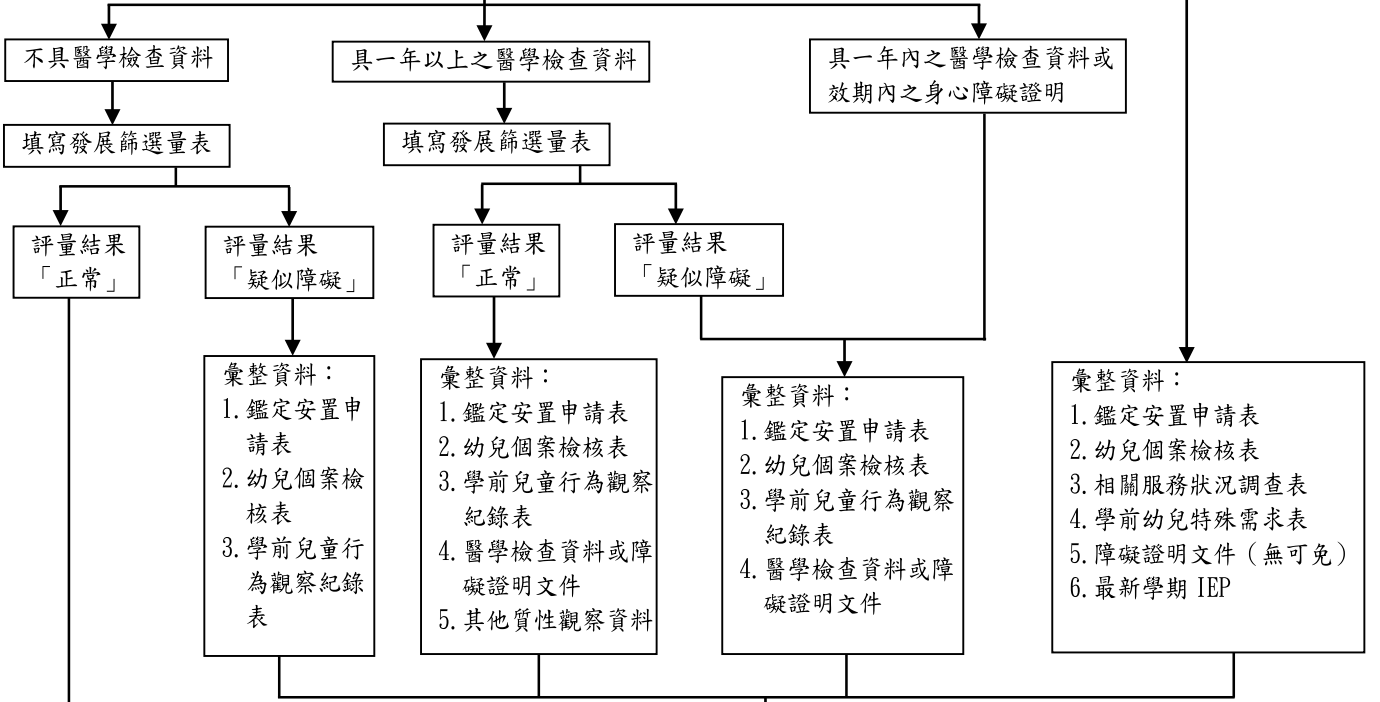 不具醫學檢查資料
具一年以上之醫學檢查資料
具一年內之醫學檢查資料或
效期內之身心障礙證明
填寫發展篩選量表
填寫發展篩選量表
評量結果
「正常」
評量結果
「疑似障礙」
評量結果
「正常」
評量結果
「疑似障礙」
彙整資料：
1.鑑定安置申
請表
2.幼兒個案檢
核表
3.學前兒童行
為觀察紀錄
表
彙整資料：
1.鑑定安置申請表
2.幼兒個案檢核表
3.學前兒童行為觀察
紀錄表
4.醫學檢查資料或障
礙證明文件
5.其他質性觀察資料
彙整資料：
1.鑑定安置申請表
2.幼兒個案檢核表
3.學前兒童行為觀察
紀錄表
4.醫學檢查資料或障
礙證明文件
彙整資料：
1.鑑定安置申請表
2.幼兒個案檢核表
3.相關服務狀況調查表
4.學前幼兒特殊需求表
5.障礙證明文件（無可免）
6.最新學期 IEP